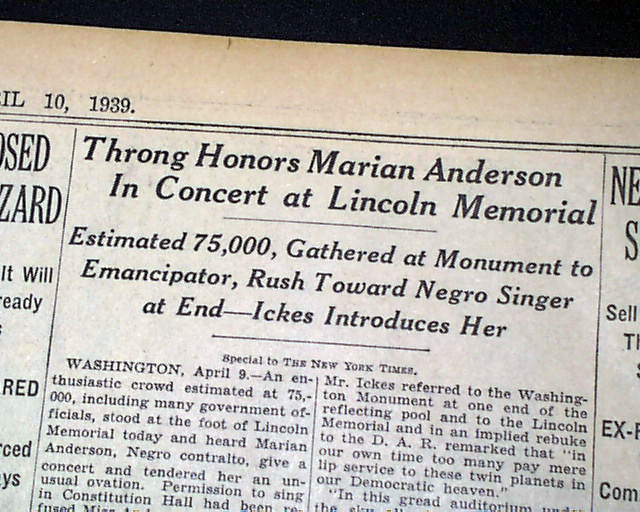 IL 10, 1939.
OSED
ZARD
It Will
ready
RED
rced
ys
Throng Honors Marian Anderson
In Concert at Lincoln Memorial
Estimated 75,000, Gathered at Monument to
Emancipator, Rush Toward Negro Singer
at End—Ickes Introduces Her
Special to THE NEW YORK TIMES.
WASHINGTON, April 9.—An en-
thusiastic crowd estimated at 75,-
000, including many government of-
ficials, stood at the foot of Lincoln
Memorial today and heard Marian
Anderson, Negro contralto, give a
concert and tendered her an un-
usual ovation. Permission to sing
in Constitution Hall had been re-
fused Miss
Mr. Ickes referred to the Washing-
ton Monument at one end of the
reflecting pool and to the Lincoln
Memorial and in an implied rebuke
to the D. A. R. remarked that "in
our own time too many pay mere
lip service to these twin planets in
our Democratic heaven."
"In this gread auditorium
the sky
NE
S
Sell
Th
EX-F
Com